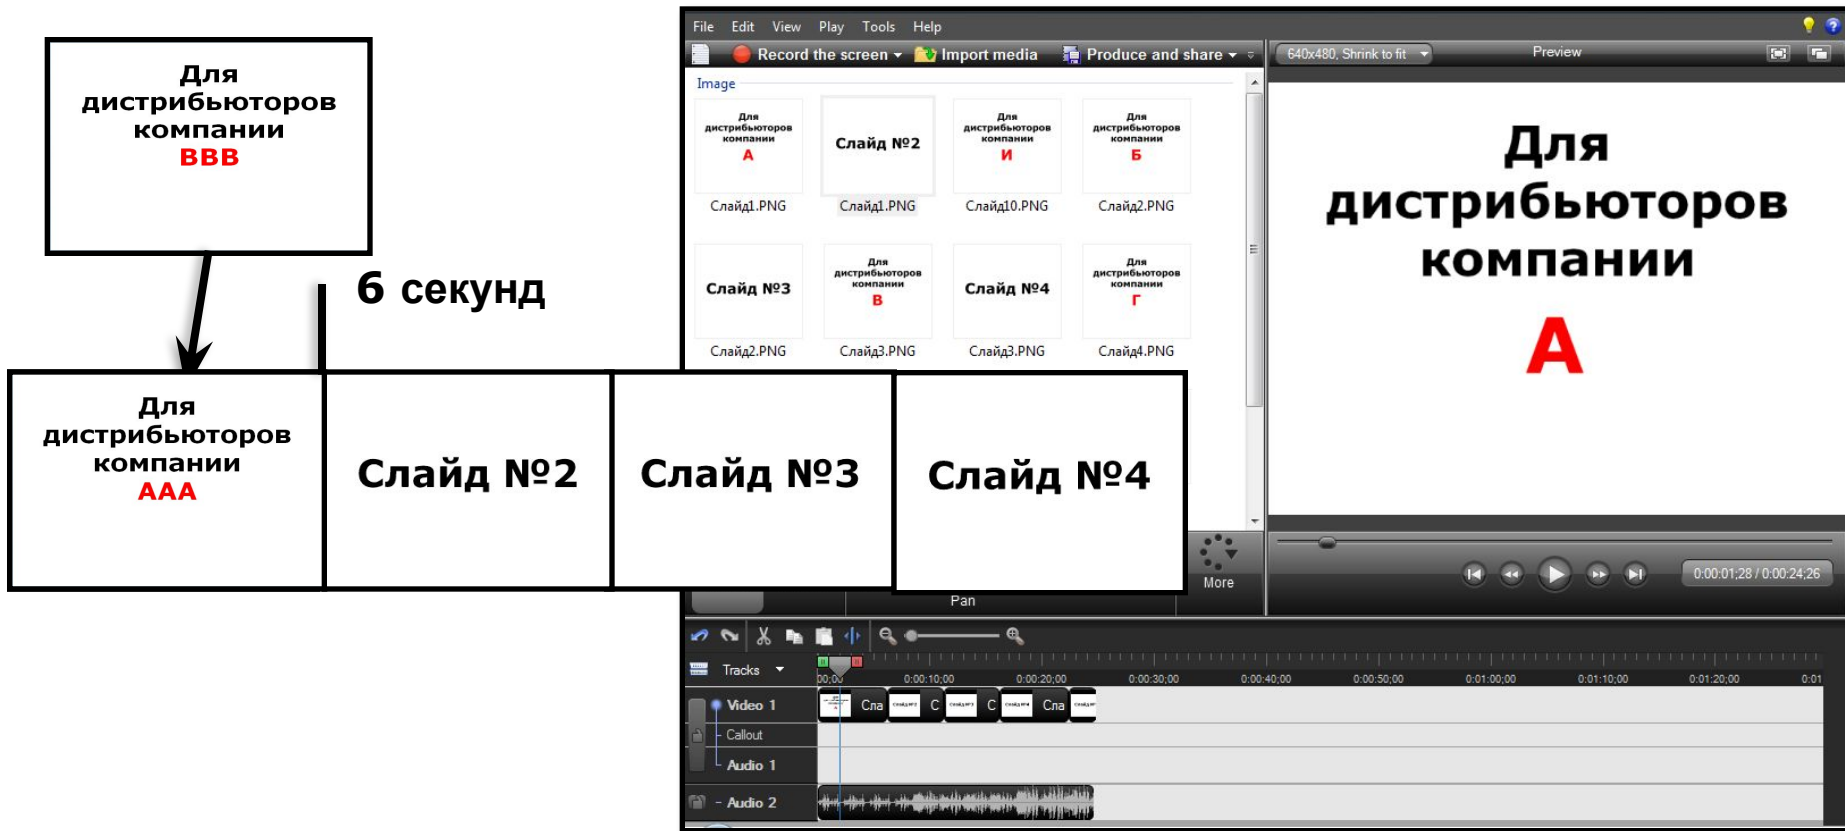 Для
дистрибьюторов
компании
BBB
6 секунд
Для
дистрибьюторов
компании
AAA
Слайд №2
Слайд №3
Слайд №4
File Edit View Play Tools Help
Record the screen Import media Produce and share
Image
Для
дистрибьюторов
компании
А
Слайд №2
Для
дистрибьюторов
компании
И
Для
дистрибьюторов
компании
Б
Слайд1.PNG Слайд1.PNG Слайд10.PNG Слайд2.PNG
Слайд №3
Для
дистрибьюторов
компании
В
Слайд №4
Для
дистрибьюторов
компании
Г
Слайд2.PNG Слайд3.PNG Слайд3.PNG Слайд4.PNG
640x480, Shrink to fit Preview
Для
дистрибьюторов
компании
А
More
Pan
0:00:01;28 / 0:00:24;26
Tracks
00;00 0:00:10;00 0:00:20;00 0:00:30;00 0:00:40;00 0:00:50;00 0:01:00;00 0:01:10;00 0:01:20;00 0:01
Video 1 Сла С С Сла
Callout
Audio 1
Audio 2